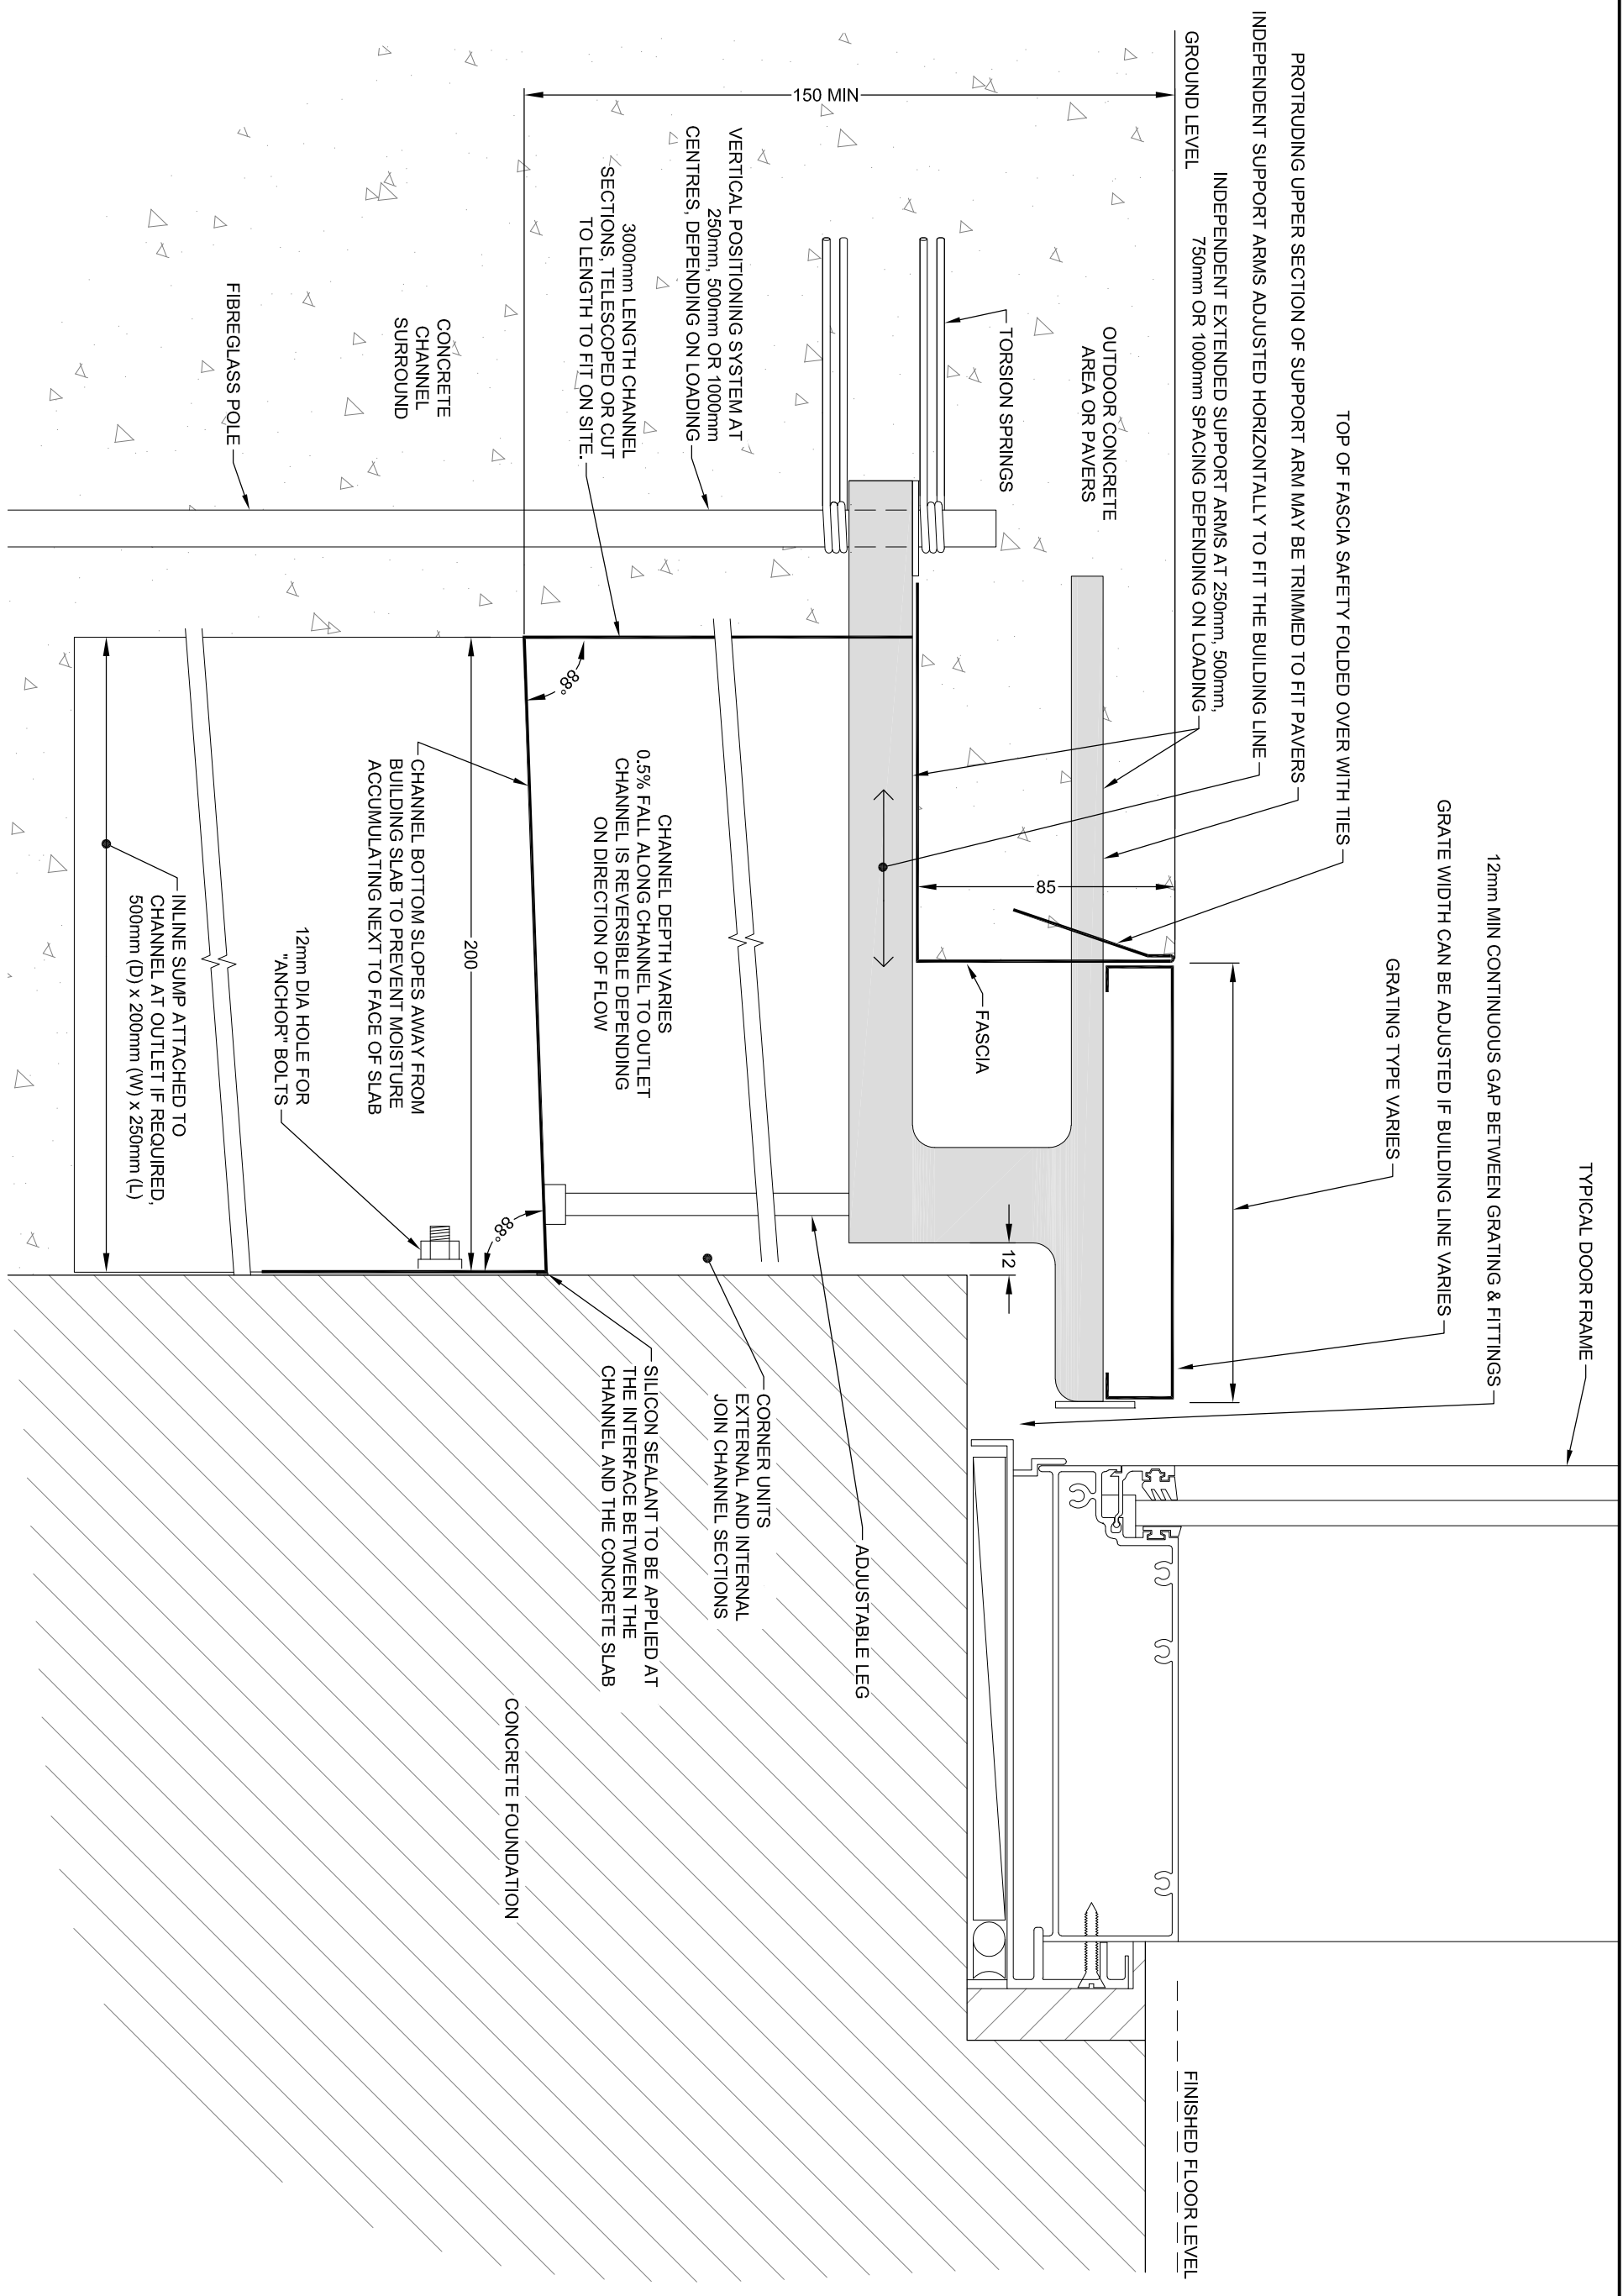 TYPICAL DOOR FRAME
12mm MIN CONTINUOUS GAP BETWEEN GRATING & FITTINGS
GRATE WIDTH CAN BE ADJUSTED IF BUILDING LINE VARIES
GRATING TYPE VARIES
TOP OF FASCIA SAFETY FOLDED OVER WITH TIES
PROTRUDING UPPER SECTION OF SUPPORT ARM MAY BE TRIMMED TO FIT PAVERS
INDEPENDENT SUPPORT ARMS ADJUSTED HORIZONTALLY TO FIT THE BUILDING LINE
INDEPENDENT EXTENDED SUPPORT ARMS AT 250mm, 500mm,
750mm OR 1000mm SPACING DEPENDING ON LOADING
GROUND LEVEL
FINISHED FLOOR LEVEL
OUTDOOR CONCRETE
AREA OR PAVERS
TORSION SPRINGS
85
FASCIA
12
150 MIN
VERTICAL POSITIONING SYSTEM AT
250mm, 500mm OR 1000mm
CENTRES, DEPENDING ON LOADING
3000mm LENGTH CHANNEL
SECTIONS, TELESCOPED OR CUT
TO LENGTH TO FIT ON SITE.
CHANNEL DEPTH VARIES
0.5% FALL ALONG CHANNEL TO OUTLET
CHANNEL IS REVERSIBLE DEPENDING
ON DIRECTION OF FLOW
ADJUSTABLE LEG
CORNER UNITS
EXTERNAL AND INTERNAL
JOIN CHANNEL SECTIONS
SILICON SEALANT TO BE APPLIED AT
THE INTERFACE BETWEEN THE
CHANNEL AND THE CONCRETE SLAB
88°
88°
200
CONCRETE
CHANNEL
SURROUND
CHANNEL BOTTOM SLOPES AWAY FROM
BUILDING SLAB TO PREVENT MOISTURE
ACCUMULATING NEXT TO FACE OF SLAB
CONCRETE FOUNDATION
12mm DIA HOLE FOR
"ANCHOR" BOLTS
FIBREGLASS POLE
INLINE SUMP ATTACHED TO
CHANNEL AT OUTLET IF REQUIRED,
500mm (D) x 200mm (W) x 250mm (L)